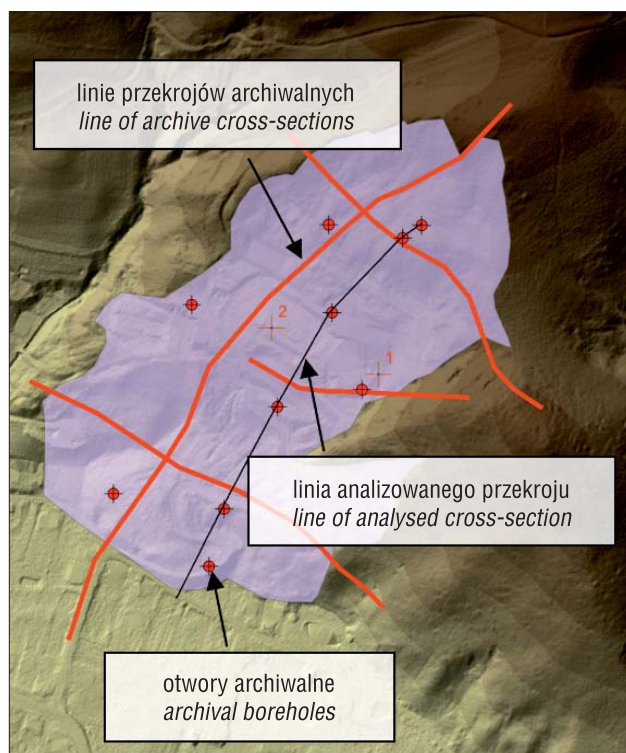 linie przekrojów archiwalnych
line of archive cross-sections
2
1
linia analizowanego przekroju
line of analysed cross-section
otwory archiwalne
archival boreholes